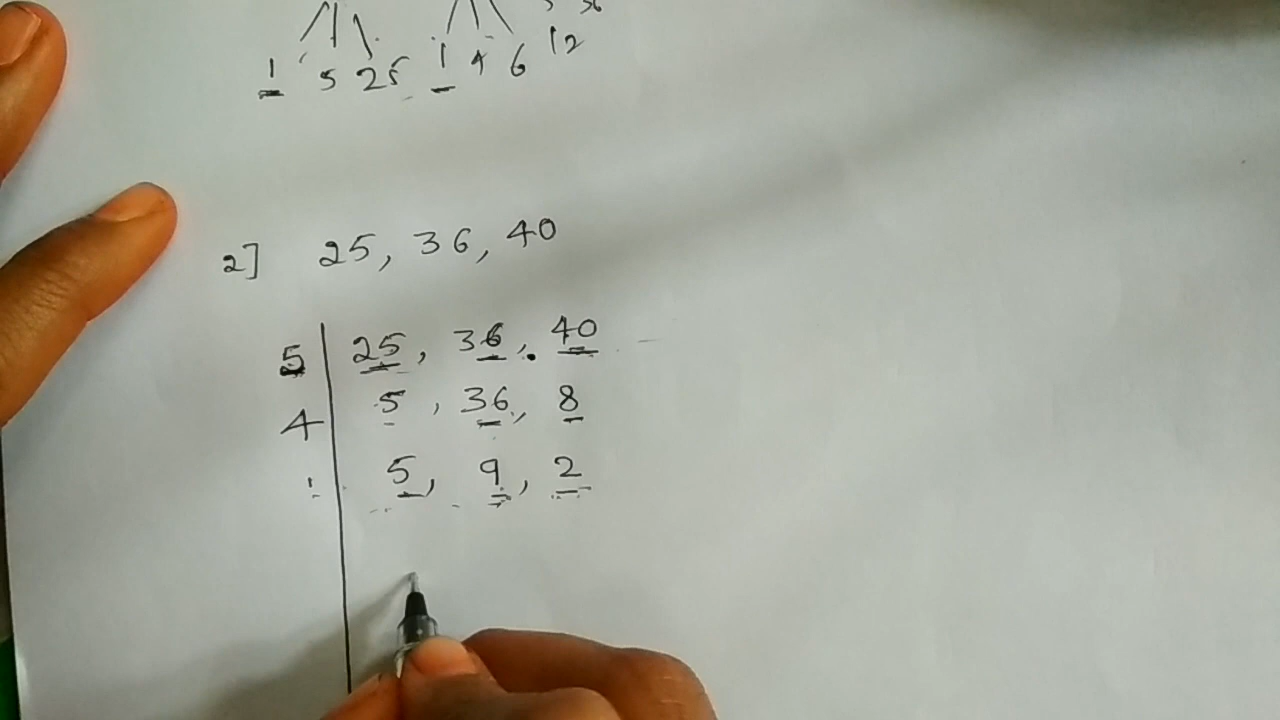 1 5 25 1 4 6 12
2] 25, 36, 40
5 25, 36, 40
4 5, 36, 8
5, 9, 2